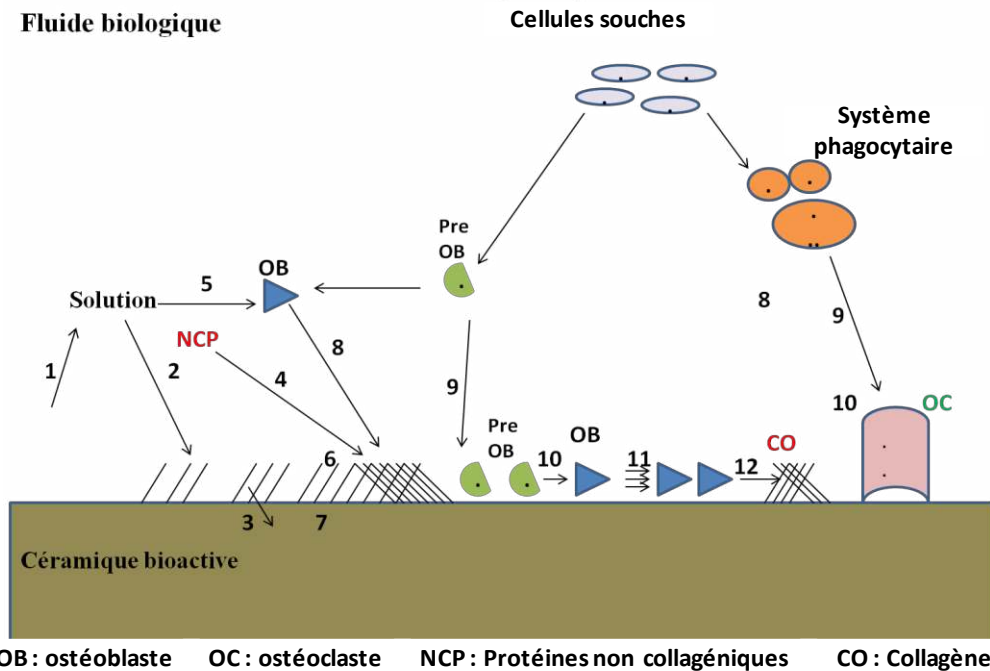 Fluide biologique
Cellules souches
Système
phagocytaire
Pre
OB
OB
5
Solution
8
9
NCP
1
2
4
8
9
10
OC
Pre
OB
OB
CO
6
10
11
12
3
7
Céramique bioactive
OB : ostéoblaste OC : ostéoclaste NCP : Protéines non collagéniques CO : Collagène